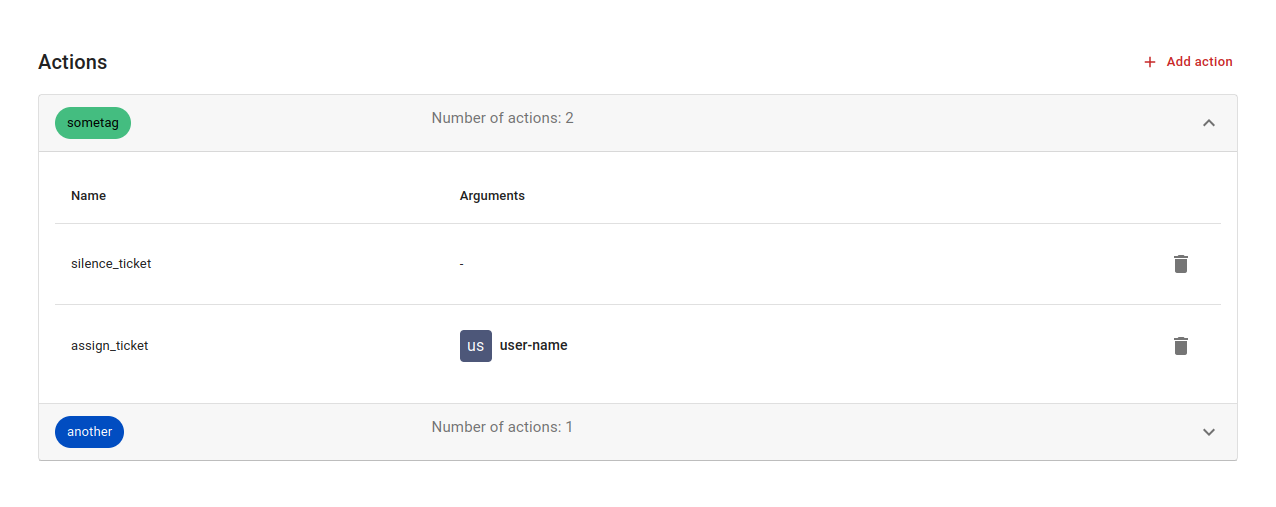 Actions
+ Add action
sometag Number of actions: 2
Name Arguments
silence_ticket -
assign_ticket us user-name
another Number of actions: 1